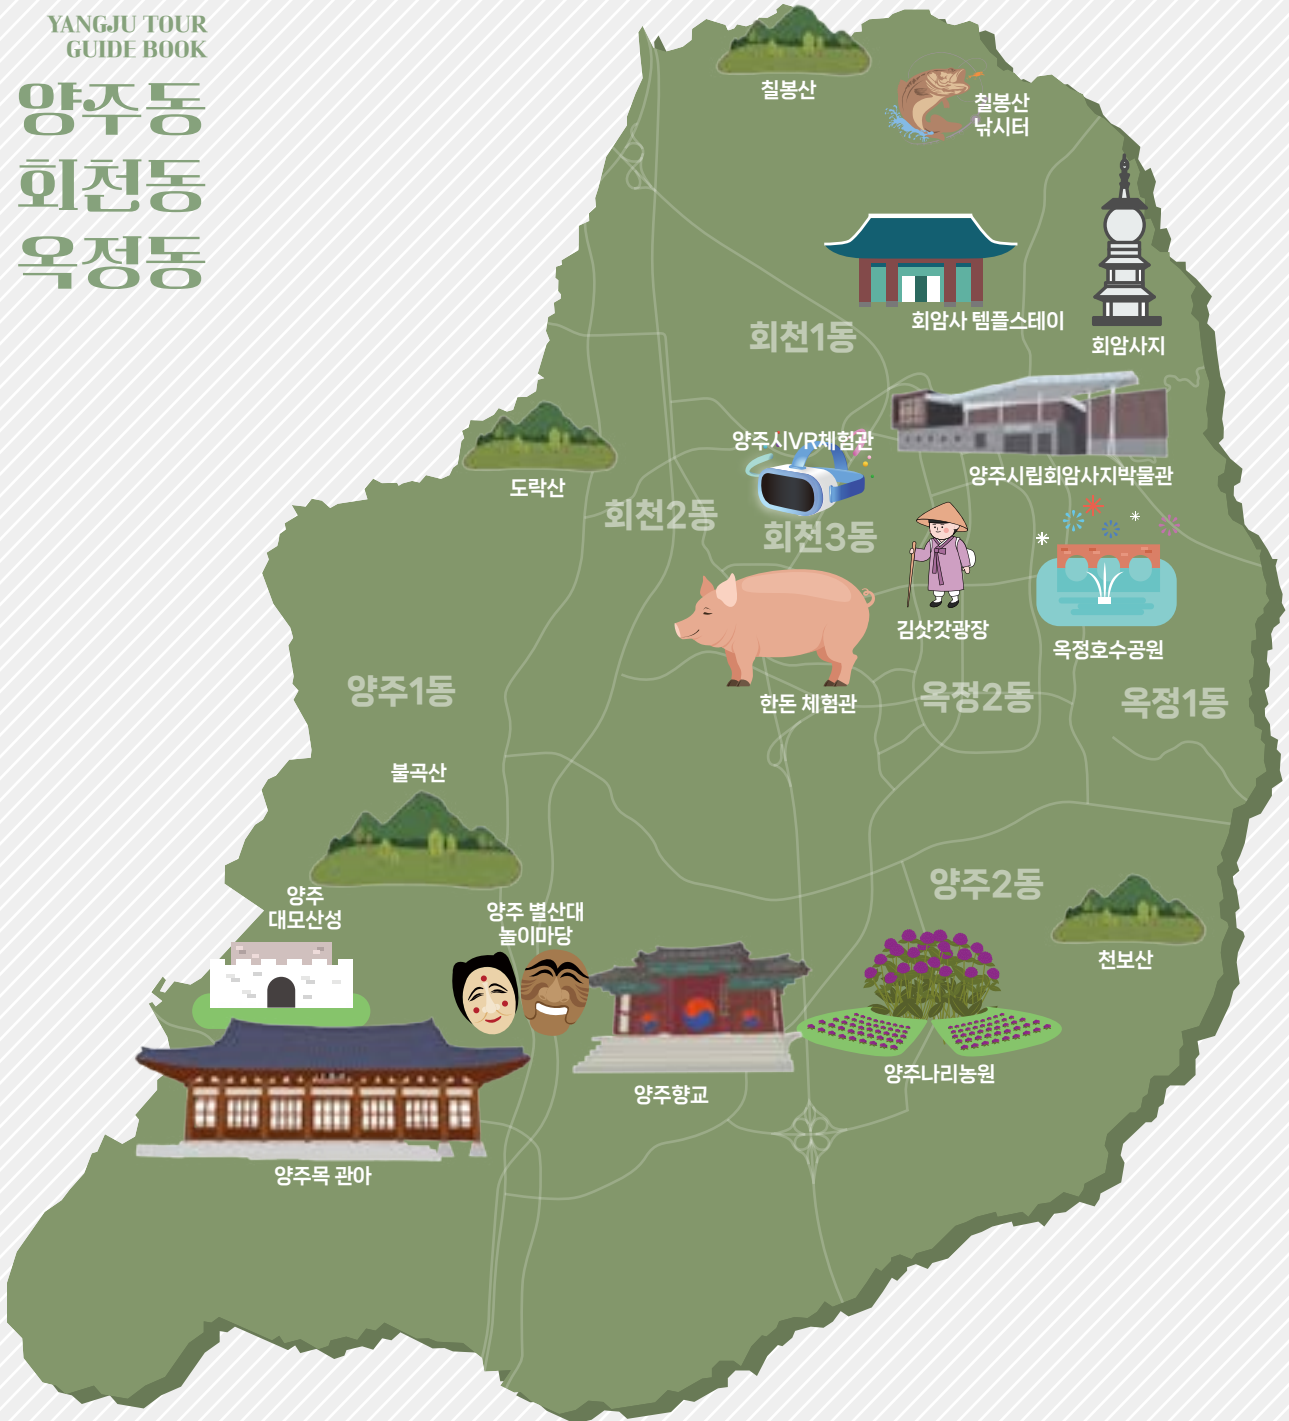 YANGJU TOUR
GUIDE BOOK
양주동
회천동
옥정동
칠봉산
칠봉산
낚시터
회암사 템플스테이
회암사지
회천1동
양주시VR체험관
양주시립회암사지박물관
도락산
회천2동
회천3동
김삿갓광장
옥정호수공원
한돈 체험관
양주1동
옥정2동
옥정1동
불곡산
양주
대모산성
양주 별산대
놀이마당
양주2동
천보산
양주나리농원
양주향교
양주목 관아